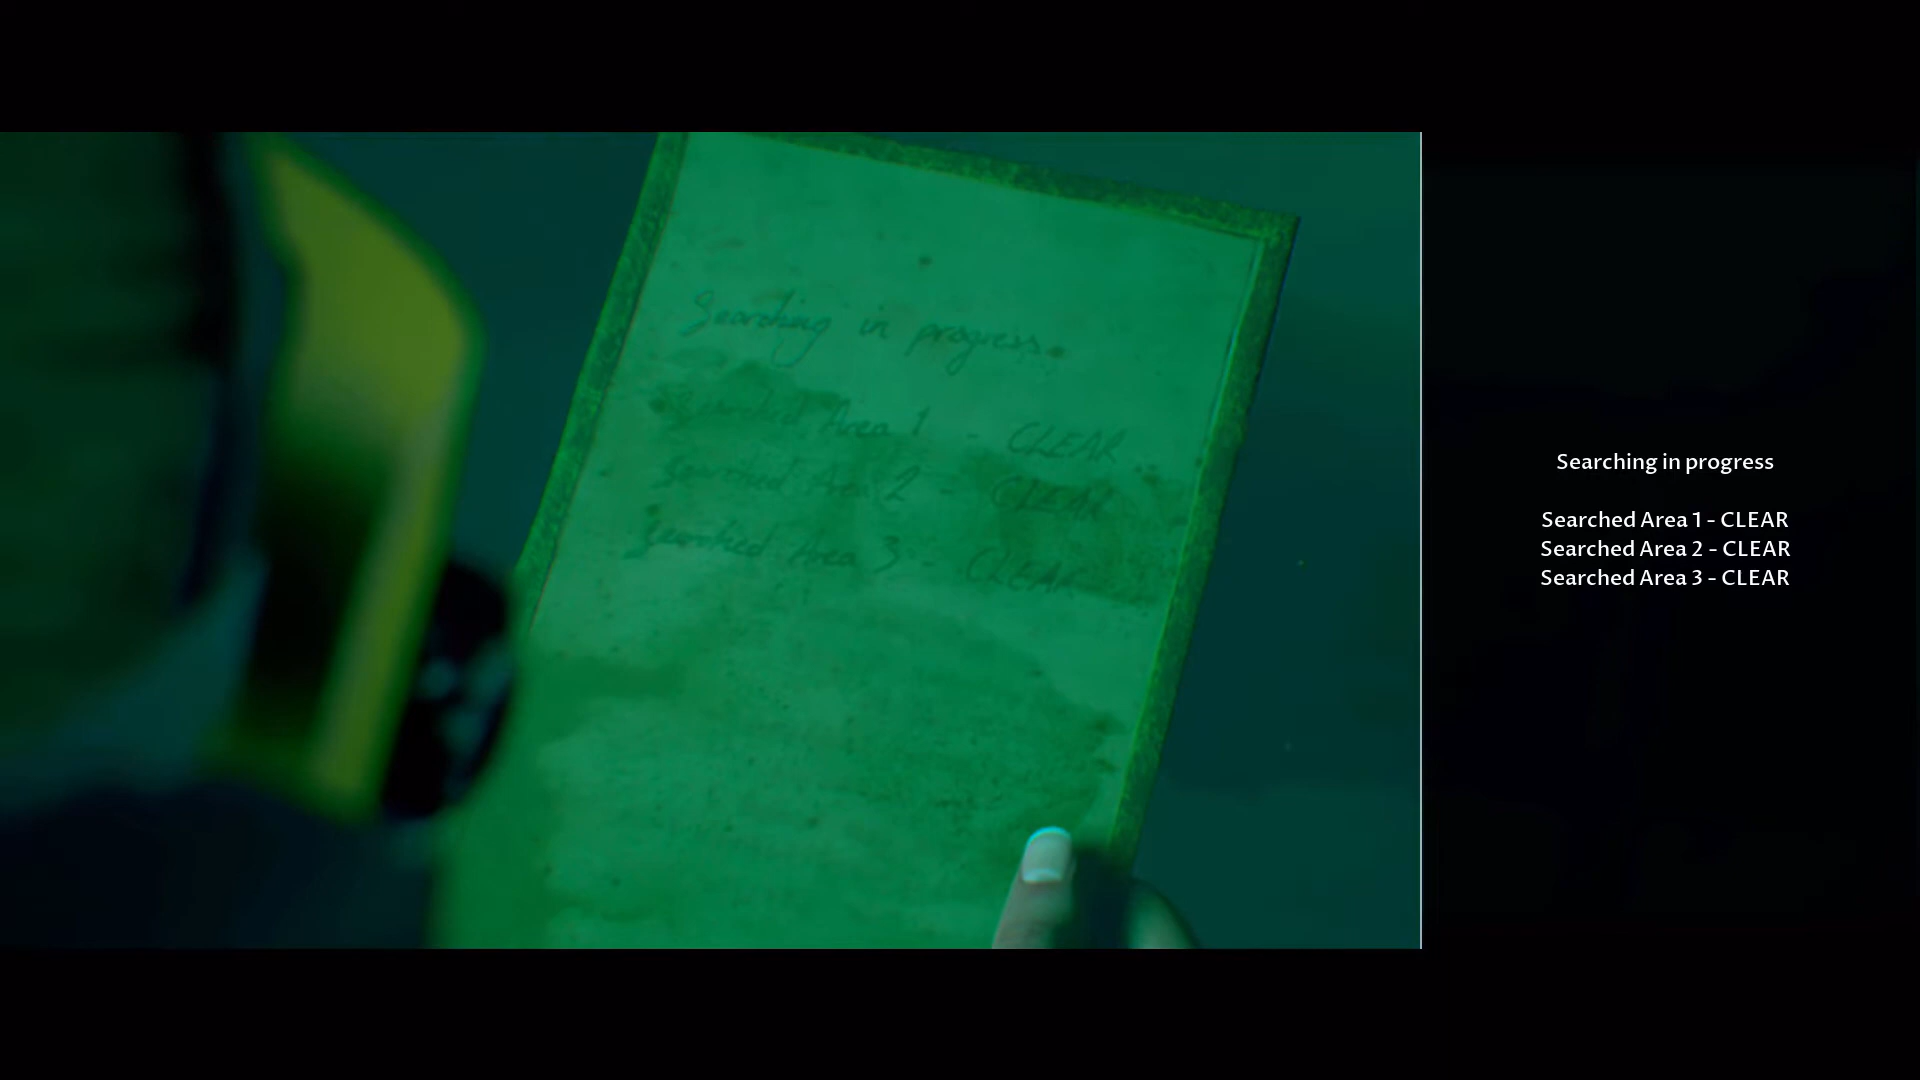 Searching in progress.
Searched Area 1 - CLEAR
Searched Area 2 - CLEAR
Searched Area 3 - CLEAR
Searching in progress
Searched Area 1 - CLEAR
Searched Area 2 - CLEAR
Searched Area 3 - CLEAR